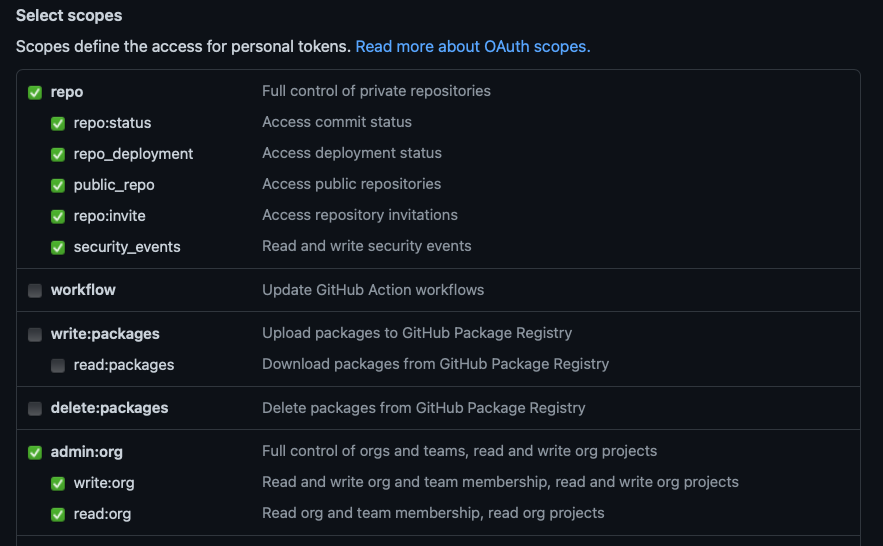 Select scopes
Scopes define the access for personal tokens. Read more about OAuth scopes.
repo Full control of private repositories
repo:status Access commit status
repo_deployment Access deployment status
public_repo Access public repositories
repo:invite Access repository invitations
security_events Read and write security events
workflow Update GitHub Action workflows
write:packages Upload packages to GitHub Package Registry
read:packages Download packages from GitHub Package Registry
delete:packages Delete packages from GitHub Package Registry
admin:org Full control of orgs and teams, read and write org projects
write:org Read and write org and team membership, read and write org projects
read:org Read org and team membership, read org projects